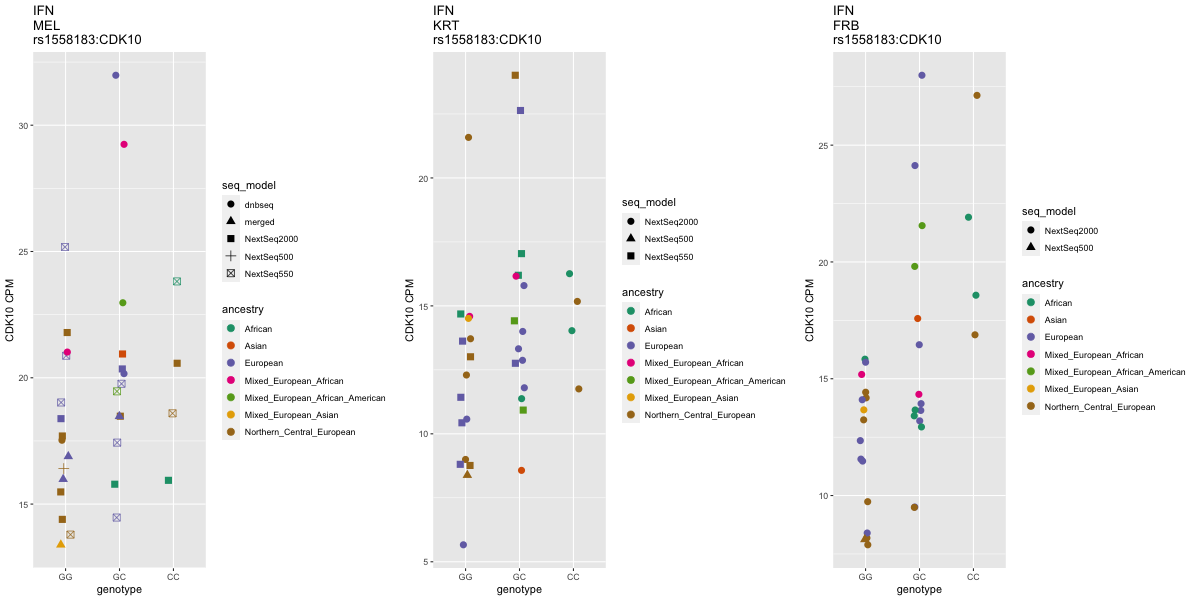 IFN
MEL
rs1558183:CDK10
CDK10 CPM
30
25
20
15
GG
GC
CC
genotype
seq_model
dnbseq
merged
NextSeq2000
NextSeq500
NextSeq550
ancestry
African
Asian
European
Mixed_European_African
Mixed_European_African_American
Mixed_European_Asian
Northern_Central_European
IFN
KRT
rs1558183:CDK10
CDK10 CPM
20
15
10
5
GG
GC
CC
genotype
seq_model
NextSeq2000
NextSeq500
NextSeq550
ancestry
African
Asian
European
Mixed_European_African
Mixed_European_African_American
Mixed_European_Asian
Northern_Central_European
IFN
FRB
rs1558183:CDK10
CDK10 CPM
25
20
15
10
GG
GC
CC
genotype
seq_model
NextSeq2000
NextSeq500
ancestry
African
Asian
European
Mixed_European_African
Mixed_European_African_American
Mixed_European_Asian
Northern_Central_European